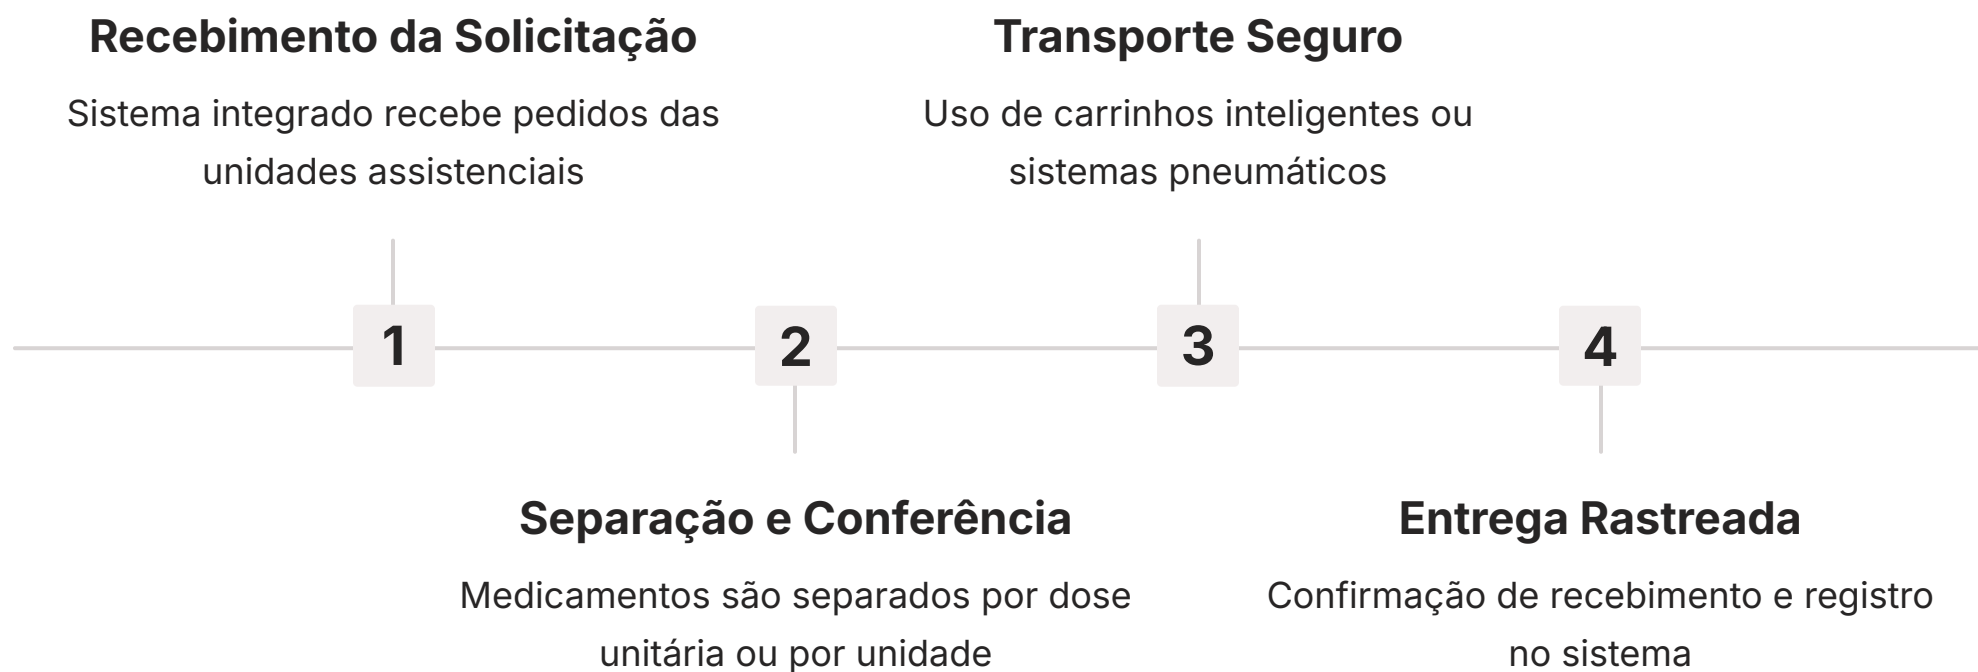 Recebimento da Solicitação
Sistema integrado recebe pedidos das
unidades assistenciais
1
2
Separação e Conferência
Medicamentos são separados por dose
unitária ou por unidade
Transporte Seguro
Uso de carrinhos inteligentes ou
sistemas pneumáticos
3
4
Entrega Rastreada
Confirmação de recebimento e registro
no sistema